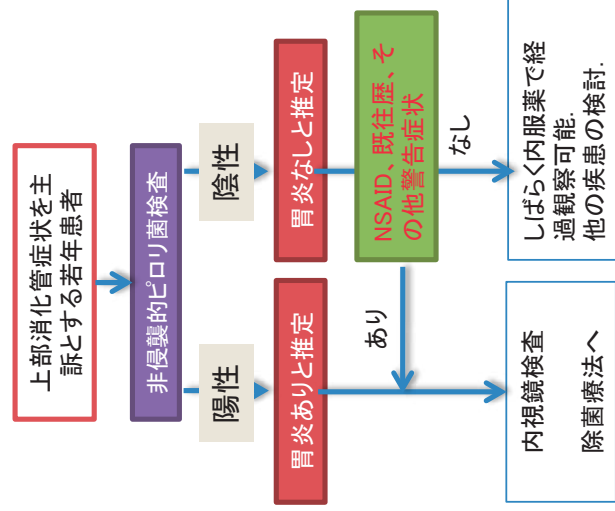 上部消化管症状を主
訴とする若年患者
非侵襲的ピロリ菌検査
陽性
陰性
胃炎ありと推定
胃炎なしと推定
NSAID、既往歴、そ
の他警告症状
あり
なし
内視鏡検査
除菌療法へ
しばらく内服薬で経
過観察可能.
他の疾患の検討.